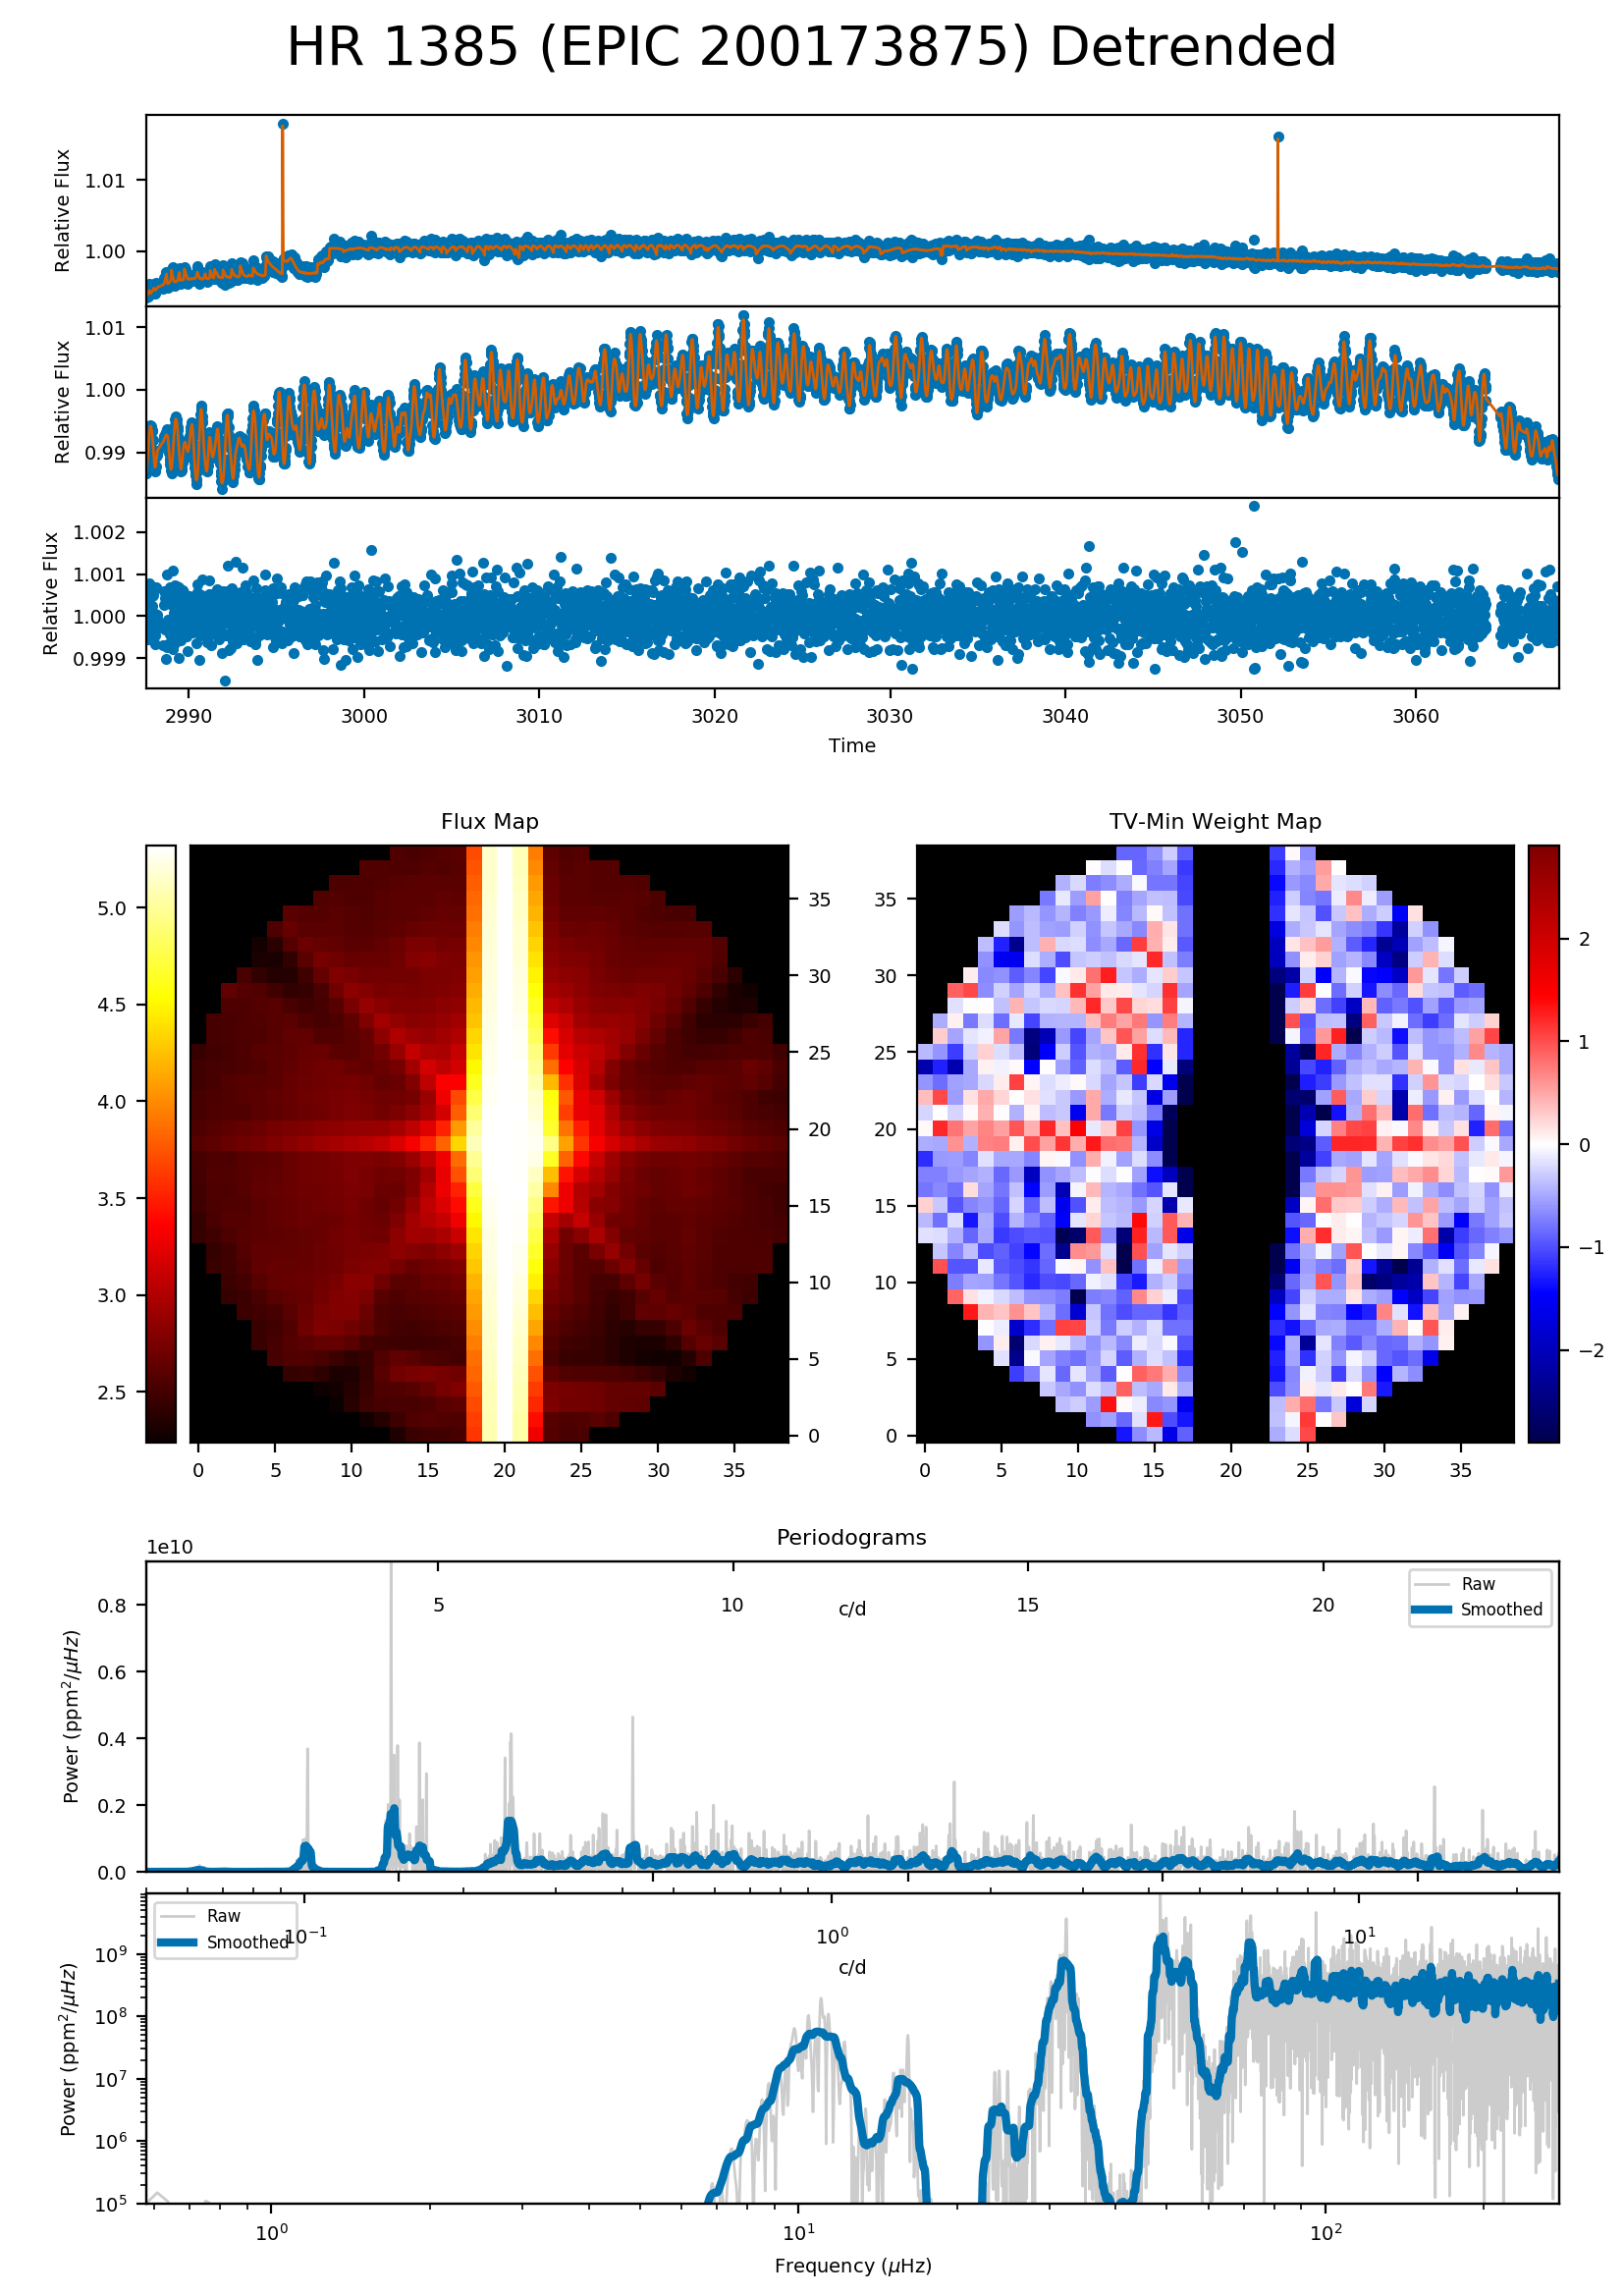 HR 1385 (EPIC 200173875) Detrended
Relative Flux
1.01
1.00
Relative Flux
1.01
1.00
0.99
Relative Flux
1.002
1.001
1.000
0.999
2990 3000 3010 3020 3030 3040 3050 3060
Time
Flux Map
5.0
4.5
4.0
3.5
3.0
2.5
35
30
25
20
15
10
5
0
0 5 10 15 20 25 30 35
TV-Min Weight Map
35
30
25
20
15
10
5
0
0 5 10 15 20 25 30 35
2
1
0
−1
−2
Periodograms
1e10
5 10 15 20
c/d
Raw
Smoothed
Power (ppm²/μHz)
0.8
0.6
0.4
0.2
0.0
Raw
Smoothed
10⁻¹ 10⁰ 10¹
c/d
Power (ppm²/μHz)
10⁹
10⁸
10⁷
10⁶
10⁵
10⁰ 10¹ 10²
Frequency (μHz)